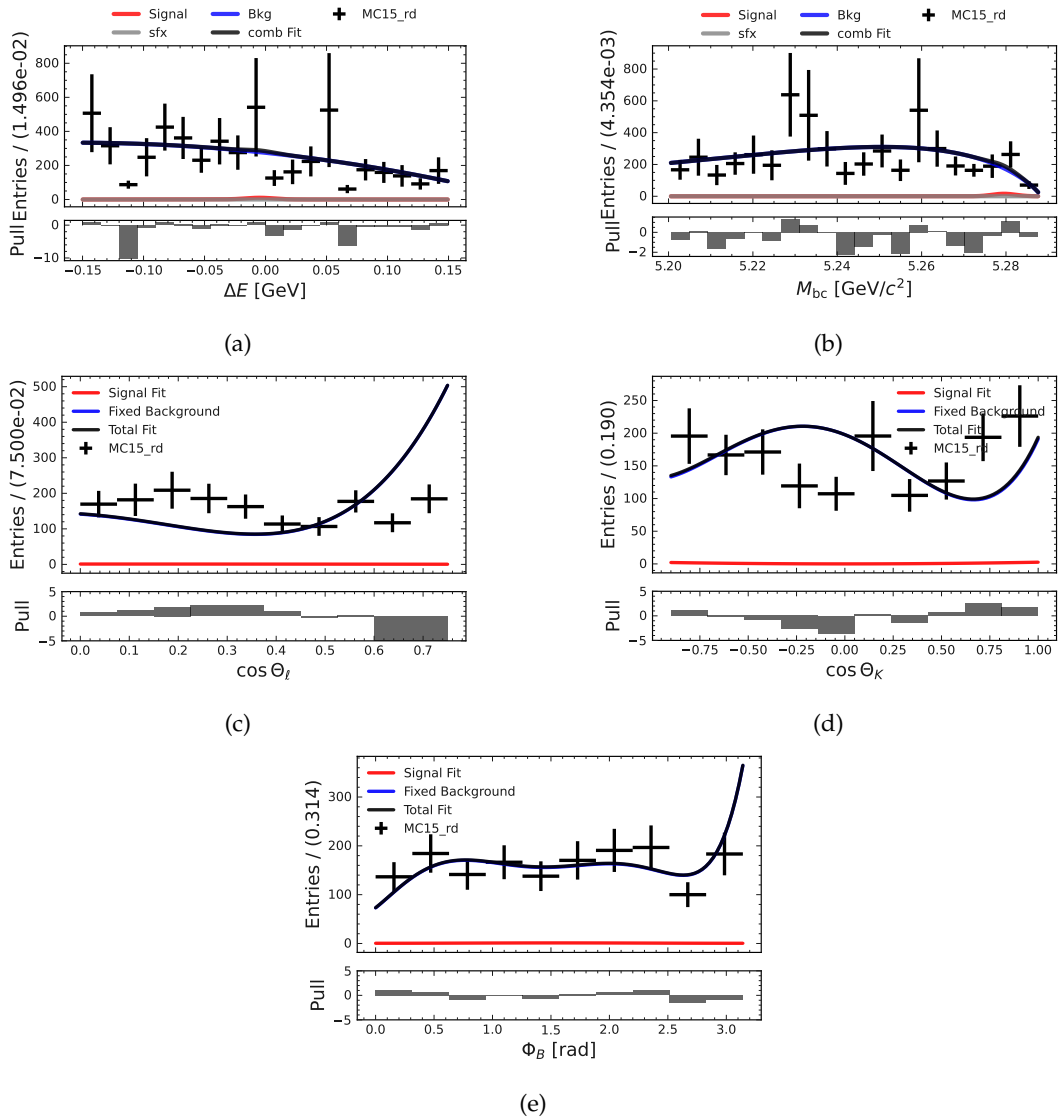 Signal Bkg MC15_rd
sfx comb Fit
Entries / (1.496e-02)
800
600
400
200
0
Pull
0
−10
−0.15 −0.10 −0.05 0.00 0.05 0.10 0.15
ΔE [GeV]
(a)
Signal Bkg MC15_rd
sfx comb Fit
Entries / (4.354e-03)
800
600
400
200
0
Pull
0
−2
5.20 5.22 5.24 5.26 5.28
M_bc [GeV/c²]
(b)
Entries / (7.500e-02)
500
400
300
200
100
0
Signal Fit
Fixed Background
Total Fit
MC15_rd
Pull
5
0
−5
0.0 0.1 0.2 0.3 0.4 0.5 0.6 0.7
cos Θ_ℓ
(c)
Entries / (0.190)
250
200
150
100
50
0
Signal Fit
Fixed Background
Total Fit
MC15_rd
Pull
5
0
−5
−0.75 −0.50 −0.25 0.00 0.25 0.50 0.75 1.00
cos Θ_K
(d)
Entries / (0.314)
300
200
100
0
Signal Fit
Fixed Background
Total Fit
MC15_rd
Pull
5
0
−5
0.0 0.5 1.0 1.5 2.0 2.5 3.0
Φ_B [rad]
(e)